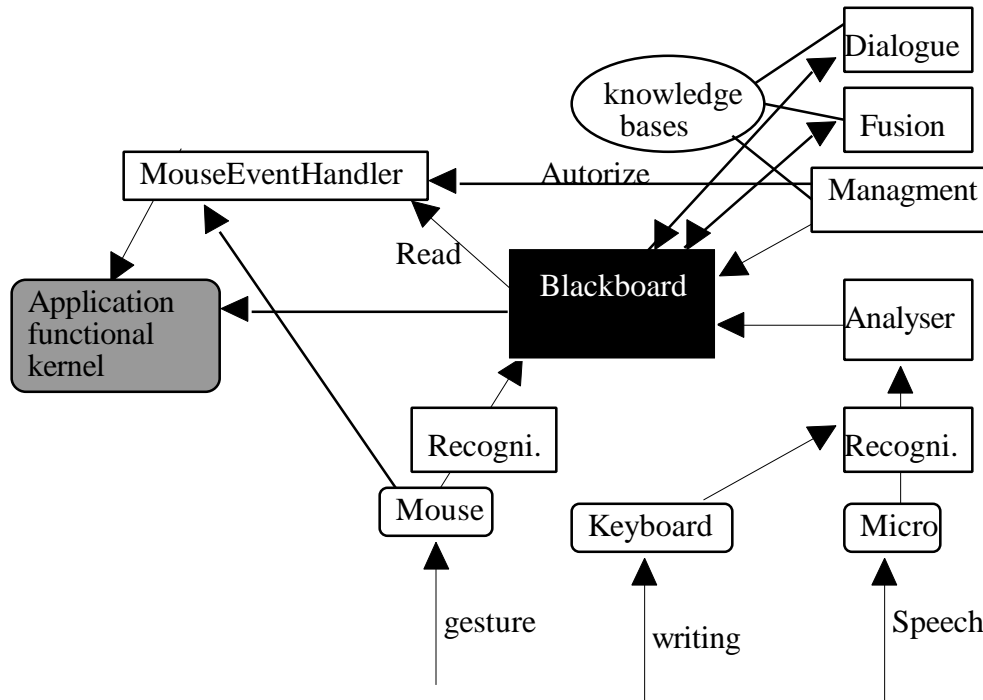 Dialogue
knowledge
bases
Fusion
MouseEventHandler
Autorize
Managment
Read
Blackboard
Application
functional
kernel
Analyser
Recogni.
Recogni.
Mouse
Keyboard
Micro
gesture
writing
Speech